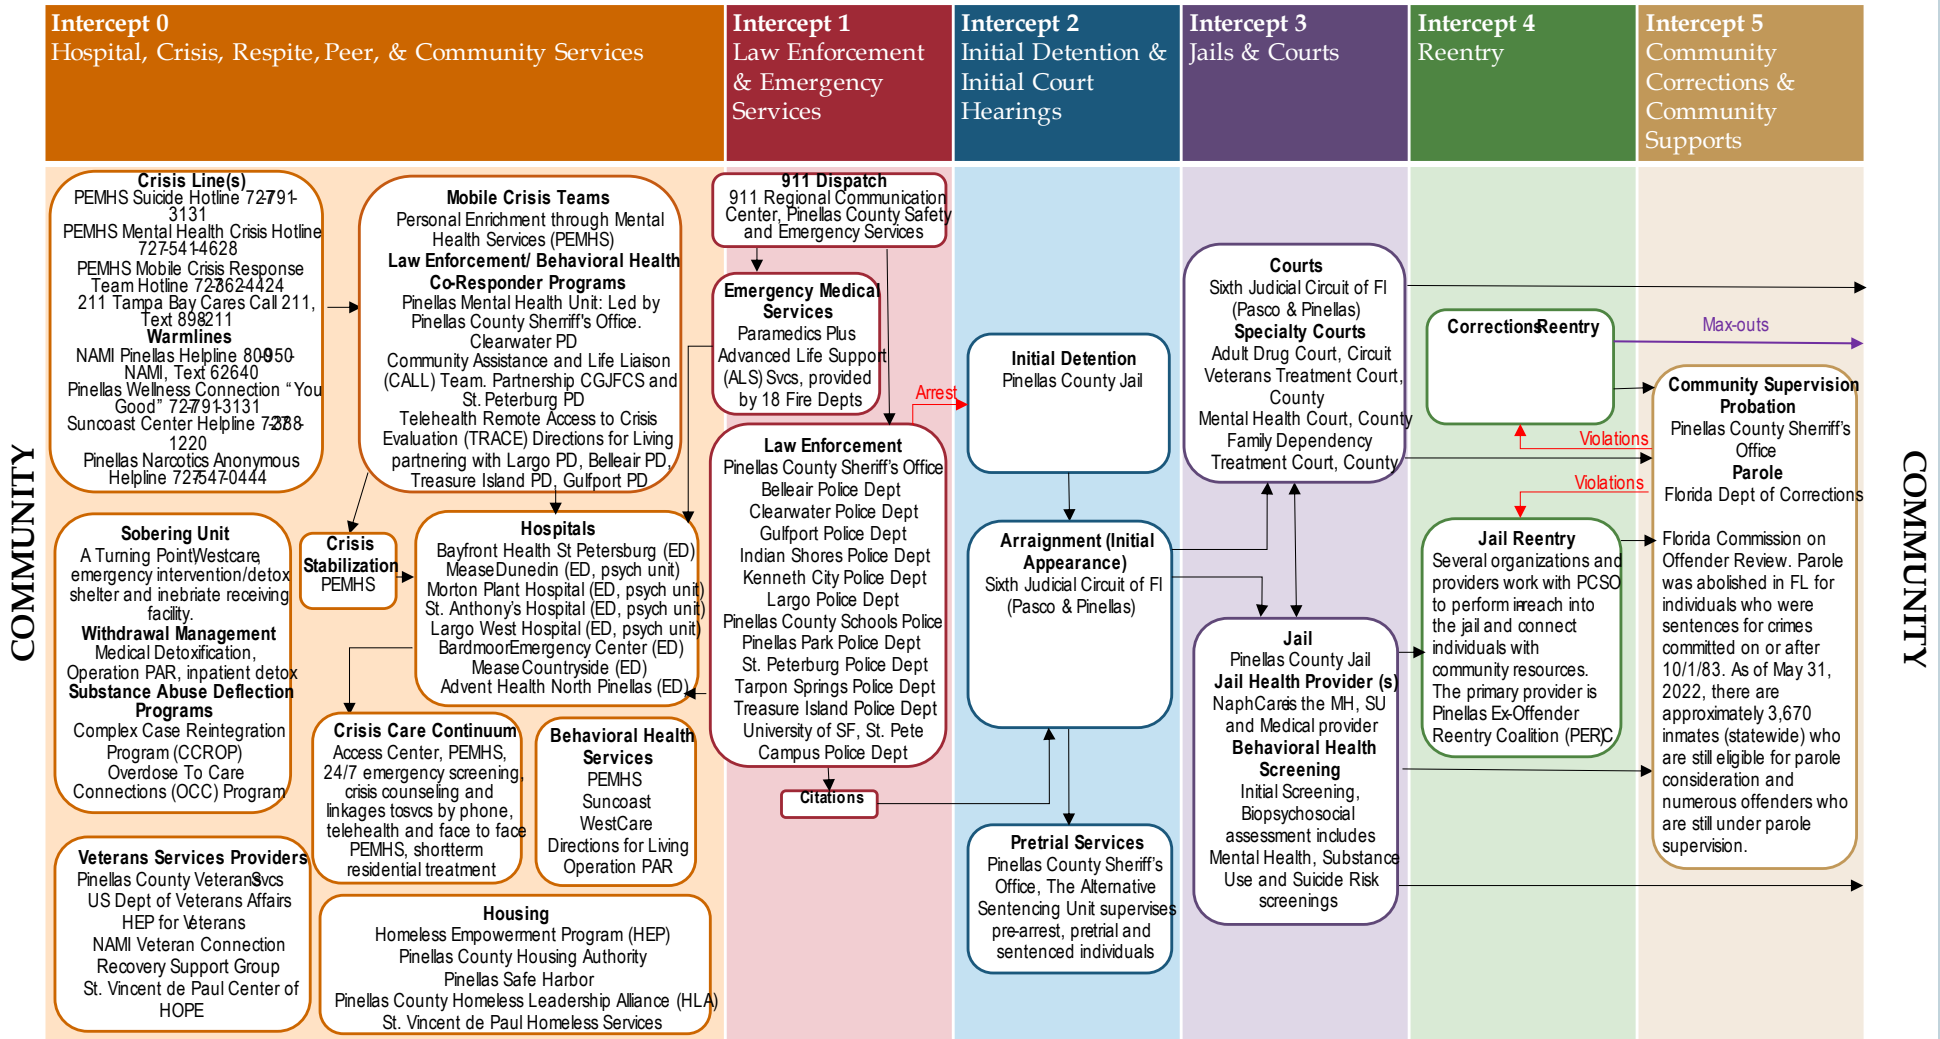 Intercept 0
Hospital, Crisis, Respite, Peer, & Community Services
Intercept 1
Law Enforcement
& Emergency
Services
Intercept 2
Initial Detention &
Initial Court
Hearings
Intercept 3
Jails & Courts
Intercept 4
Reentry
Intercept 5
Community
Corrections &
Community
Supports
COMMUNITY
Crisis Line(s)
PEMHS Suicide Hotline 727-791-
3131
PEMHS Mental Health Crisis Hotline
727-541-4628
PEMHS Mobile Crisis Response
Team Hotline 727-362-4424
211 Tampa Bay Cares Call 211,
Text 898-211
Warmlines
NAMI Pinellas Helpline 800-950-
NAMI, Text 62640
Pinellas Wellness Connection "You
Good" 727-791-3131
Suncoast Center Helpline 727-388-
1220
Pinellas Narcotics Anonymous
Helpline 727-547-0444
Sobering Unit
A Turning Point, Westcare,
emergency intervention/detox
shelter and inebriate receiving
facility.
Withdrawal Management
Medical Detoxification,
Operation PAR, inpatient detox
Substance Abuse Deflection
Programs
Complex Case Reintegration
Program (CCROP)
Overdose To Care
Connections (OCC) Program
Veterans Services Providers
Pinellas County Veterans Svcs
US Dept of Veterans Affairs
HEP for Veterans
NAMI Veteran Connection
Recovery Support Group
St. Vincent de Paul Center of
HOPE
Mobile Crisis Teams
Personal Enrichment through Mental
Health Services (PEMHS)
Law Enforcement/ Behavioral Health
Co-Responder Programs
Pinellas Mental Health Unit: Led by
Pinellas County Sherriff's Office.
Clearwater PD
Community Assistance and Life Liaison
(CALL) Team. Partnership CGJFCS and
St. Peterburg PD
Telehealth Remote Access to Crisis
Evaluation (TRACE) Directions for Living
partnering with Largo PD, Belleair PD,
Treasure Island PD, Gulfport PD
Crisis
Stabilization
PEMHS
Hospitals
Bayfront Health St Petersburg (ED)
Mease Dunedin (ED, psych unit)
Morton Plant Hospital (ED, psych unit)
St. Anthony's Hospital (ED, psych unit)
Largo West Hospital (ED, psych unit)
Bardmoor Emergency Center (ED)
Mease Countryside (ED)
Advent Health North Pinellas (ED)
Crisis Care Continuum
Access Center, PEMHS,
24/7 emergency screening,
crisis counseling and
linkages to svcs by phone,
telehealth and face to face
PEMHS, short term
residential treatment
Behavioral Health
Services
PEMHS
Suncoast
WestCare
Directions for Living
Operation PAR
Housing
Homeless Empowerment Program (HEP)
Pinellas County Housing Authority
Pinellas Safe Harbor
Pinellas County Homeless Leadership Alliance (HLA)
St. Vincent de Paul Homeless Services
911 Dispatch
911 Regional Communication
Center, Pinellas County Safety
and Emergency Services
Emergency Medical
Services
Paramedics Plus
Advanced Life Support
(ALS) Svcs, provided
by 18 Fire Depts
Arrest
Law Enforcement
Pinellas County Sheriff's Office
Belleair Police Dept
Clearwater Police Dept
Gulfport Police Dept
Indian Shores Police Dept
Kenneth City Police Dept
Largo Police Dept
Pinellas County Schools Police
Pinellas Park Police Dept
St. Peterburg Police Dept
Tarpon Springs Police Dept
Treasure Island Police Dept
University of SF, St. Pete
Campus Police Dept
Citations
Initial Detention
Pinellas County Jail
Arraignment (Initial
Appearance)
Sixth Judicial Circuit of Fl
(Pasco & Pinellas)
Pretrial Services
Pinellas County Sheriff's
Office, The Alternative
Sentencing Unit supervises
pre-arrest, pretrial and
sentenced individuals
Courts
Sixth Judicial Circuit of Fl
(Pasco & Pinellas)
Specialty Courts
Adult Drug Court, Circuit
Veterans Treatment Court,
County
Mental Health Court, County
Family Dependency
Treatment Court, County
Jail
Pinellas County Jail
Jail Health Provider (s)
NaphCare is the MH, SU
and Medical provider
Behavioral Health
Screening
Initial Screening,
Biopsychosocial
assessment includes
Mental Health, Substance
Use and Suicide Risk
screenings
Corrections Reentry
Max-outs
Violations
Violations
Jail Reentry
Several organizations and
providers work with PCSO
to perform in-reach into
the jail and connect
individuals with
community resources.
The primary provider is
Pinellas Ex-Offender
Reentry Coalition (PERC)
Community Supervision
Probation
Pinellas County Sherriff's
Office
Parole
Florida Dept of Corrections
Florida Commission on
Offender Review. Parole
was abolished in FL for
individuals who were
sentences for crimes
committed on or after
10/1/83. As of May 31,
2022, there are
approximately 3,670
inmates (statewide) who
are still eligible for parole
consideration and
numerous offenders who
are still under parole
supervision.
COMMUNITY